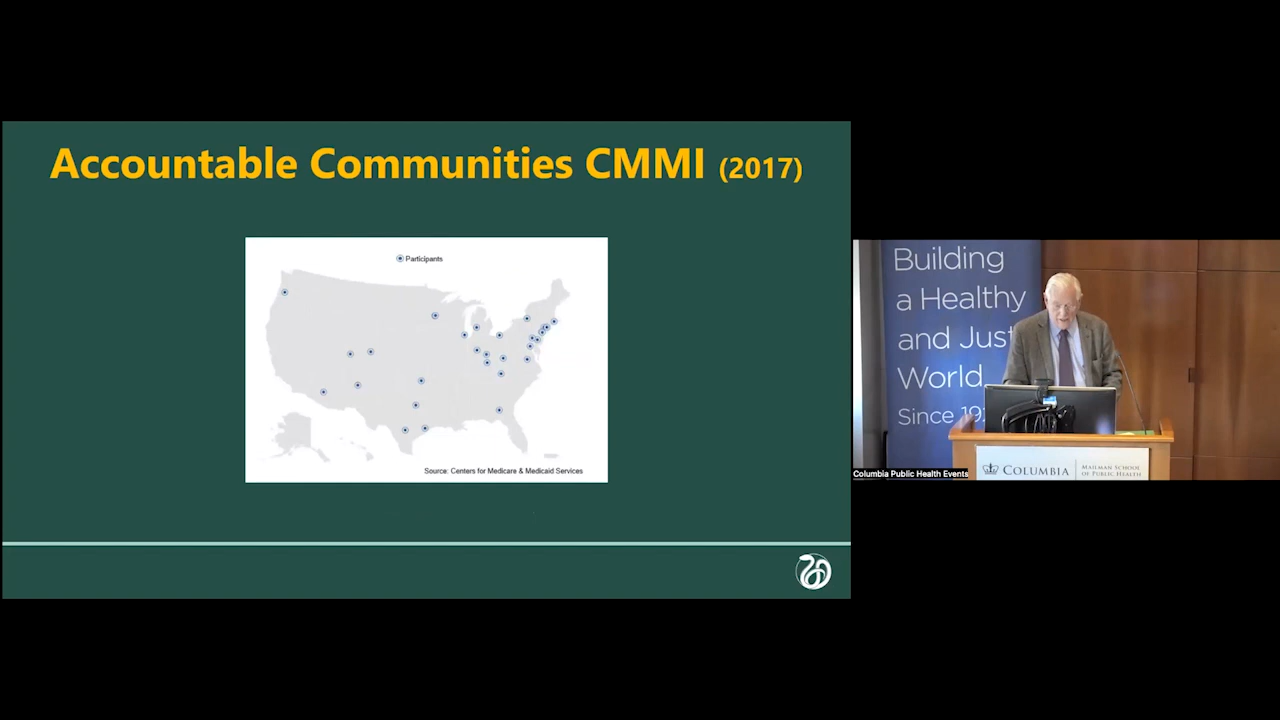 Accountable Communities CMMI (2017)
Participants
Source: Centers for Medicare & Medicaid Services
Building
a Healthy
and Just
World
Since 19
Columbia Public Health Events
COLUMBIA
MAILMAN SCHOOL
OF PUBLIC HEALTH